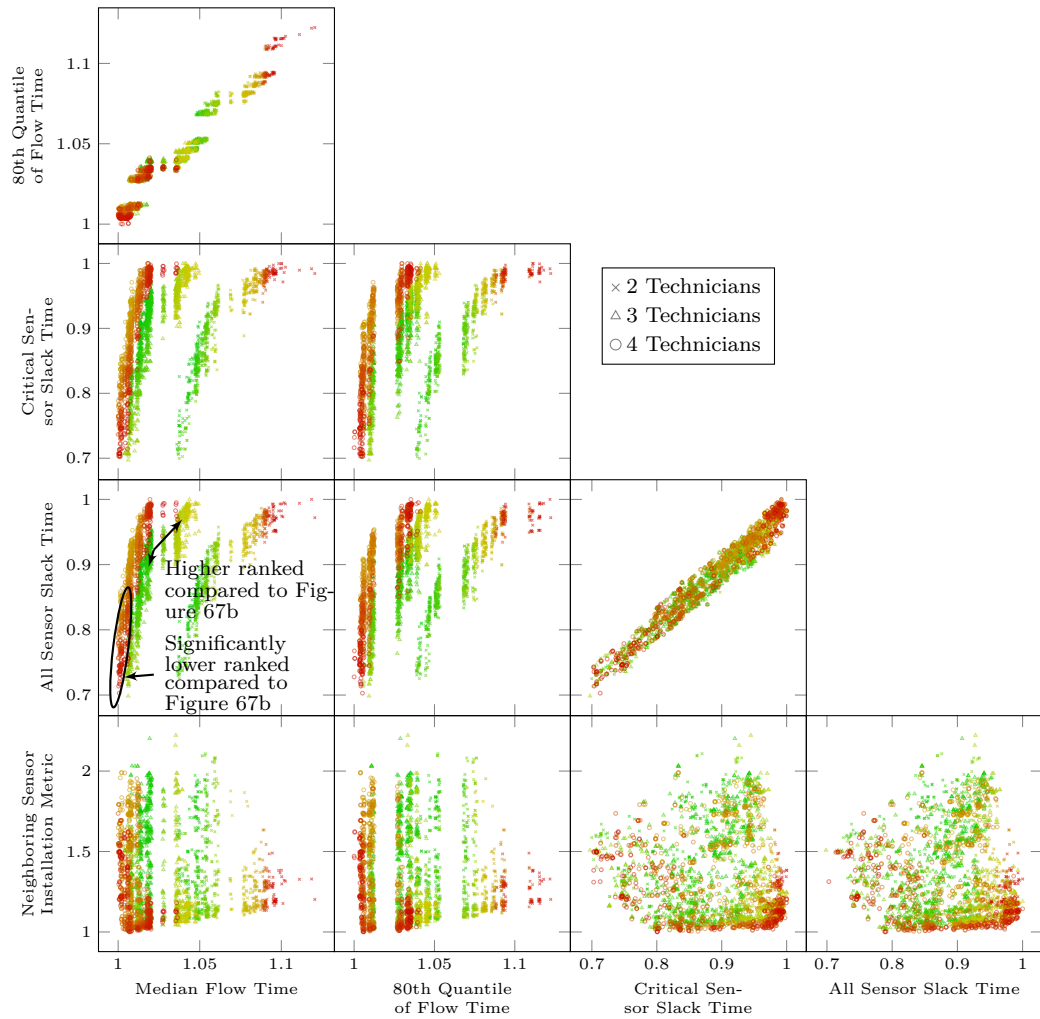 1.1
1.05
1
80th Quantile
of Flow Time
1
0.9
0.8
0.7
Critical Sen-
sor Slack Time
2 Technicians
3 Technicians
4 Technicians
1
0.9
0.8
0.7
All Sensor Slack Time
Higher ranked
compared to Fig-
ure 67b
Significantly
lower ranked
compared to
Figure 67b
2
1.5
1
Neighboring Sensor
Installation Metric
1 1.05 1.1
Median Flow Time
1 1.05 1.1
80th Quantile
of Flow Time
0.7 0.8 0.9 1
Critical Sen-
sor Slack Time
0.7 0.8 0.9 1
All Sensor Slack Time